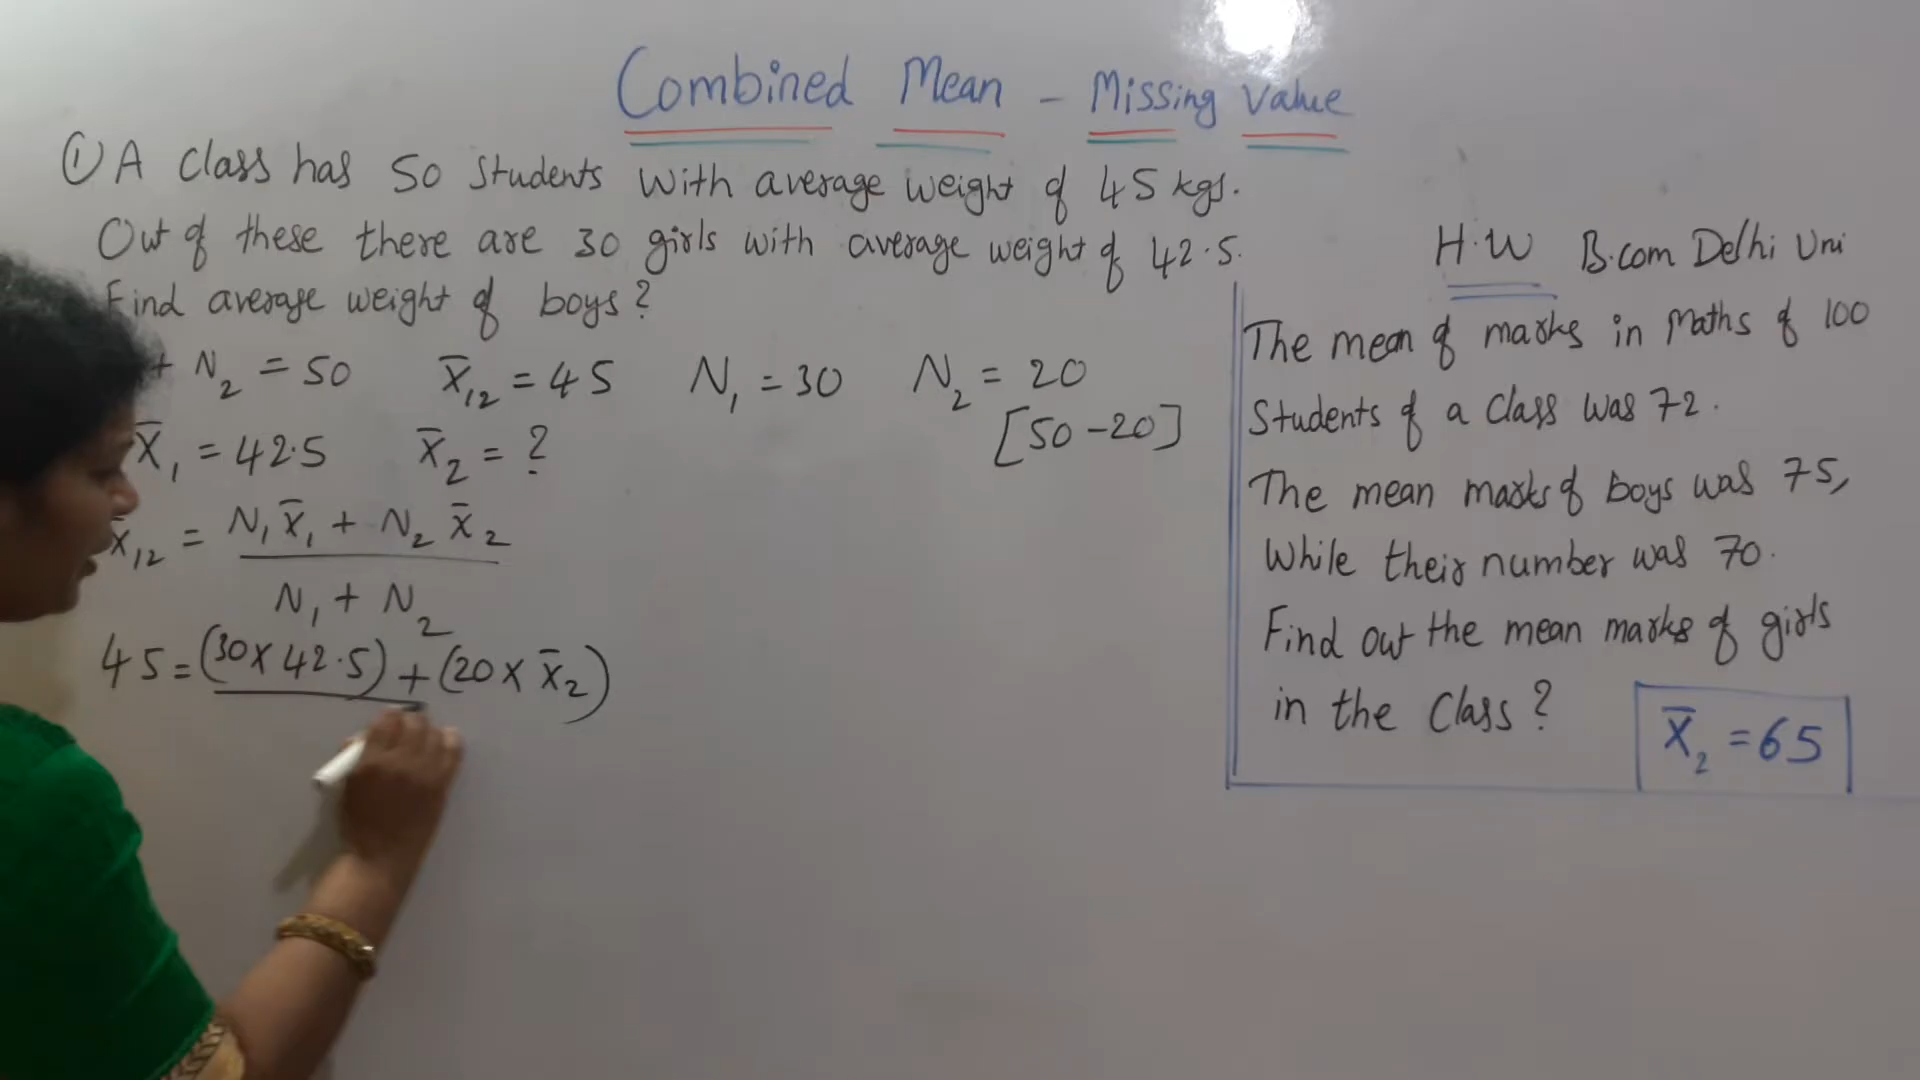 Combined Mean - Missing Value
① A Class has 50 Students With average weight of 45 kgs.
Out of these there are 30 girls with average weight of 42.5.
Find average weight of boys?
+ N₂ = 50 X̄₁₂ = 45 N₁ = 30 N₂ = 20
[50-20]
X̄₁ = 42.5 X̄₂ = ?
X̄₁₂ = N₁X̄₁ + N₂X̄₂
N₁ + N₂
45 = (30 x 42.5) + (20 x X̄₂)
H.W B.com Delhi Uni
The mean of marks in Maths of 100
Students of a Class was 72.
The mean marks of boys was 75,
While their number was 70.
Find out the mean marks of girls
in the Class?
X̄₂ = 65